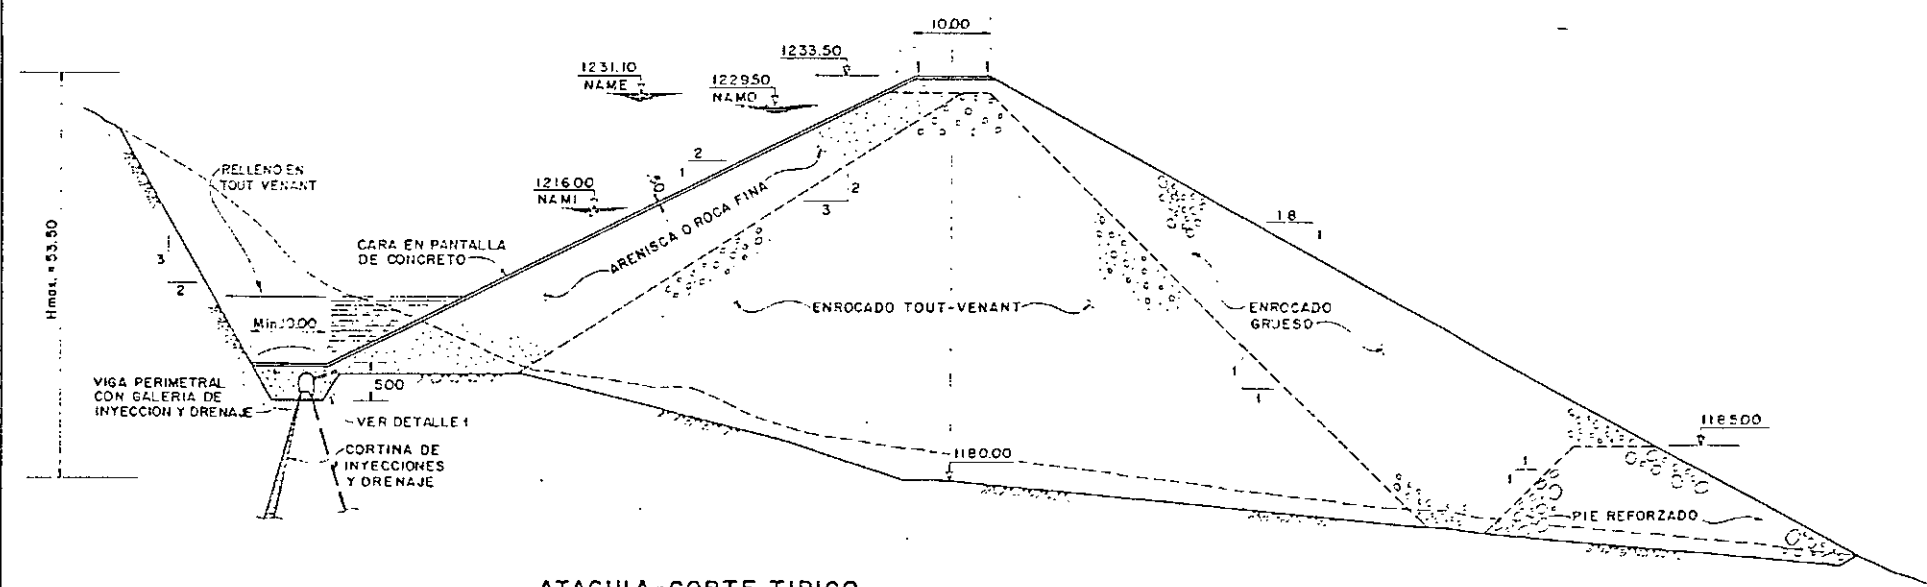 10.00
1233.50
1231.10
NAME
1229.50
NAMO
RELLENO EN
TOUT VENANT
2
1
1216.00
NAMI
ARENISCA O ROCA FINA
2
3
1.8
1
Hmax. = 53.50
3
2
CARA EN PANTALLA
DE CONCRETO
ENROCADO TOUT-VENANT
ENROCADO
GRUESO
Min.10.00
VIGA PERIMETRAL
CON GALERIA DE
INYECCION Y DRENAJE
5.00
VER DETALLE 1
CORTINA DE
INYECCIONES
Y DRENAJE
1
1
1180.00
1185.00
1
1
PIE REFORZADO
ATAGUIA-CORTE TIPICO